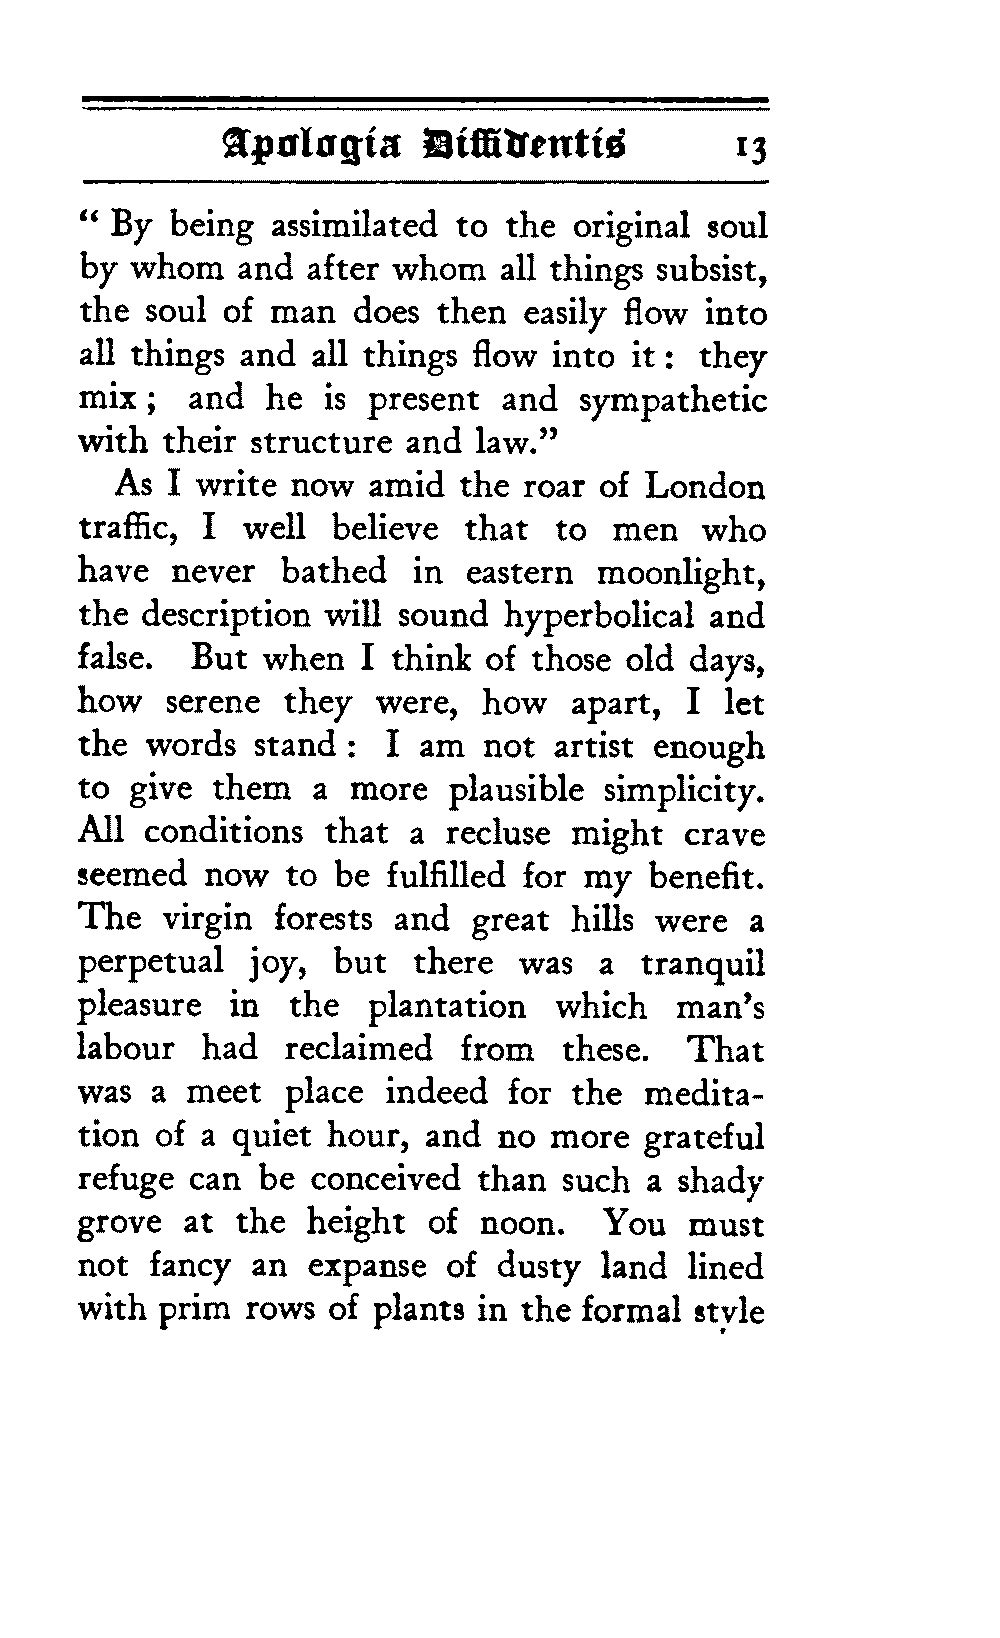 Apologia Diffidentis 13
“ By being assimilated to the original soul
by whom and after whom all things subsist,
the soul of man does then easily flow into
all things and all things flow into it : they
mix ; and he is present and sympathetic
with their structure and law.”
As I write now amid the roar of London
traffic, I well believe that to men who
have never bathed in eastern moonlight,
the description will sound hyperbolical and
false. But when I think of those old days,
how serene they were, how apart, I let
the words stand : I am not artist enough
to give them a more plausible simplicity.
All conditions that a recluse might crave
seemed now to be fulfilled for my benefit.
The virgin forests and great hills were a
perpetual joy, but there was a tranquil
pleasure in the plantation which man’s
labour had reclaimed from these. That
was a meet place indeed for the medita-
tion of a quiet hour, and no more grateful
refuge can be conceived than such a shady
grove at the height of noon. You must
not fancy an expanse of dusty land lined
with prim rows of plants in the formal style